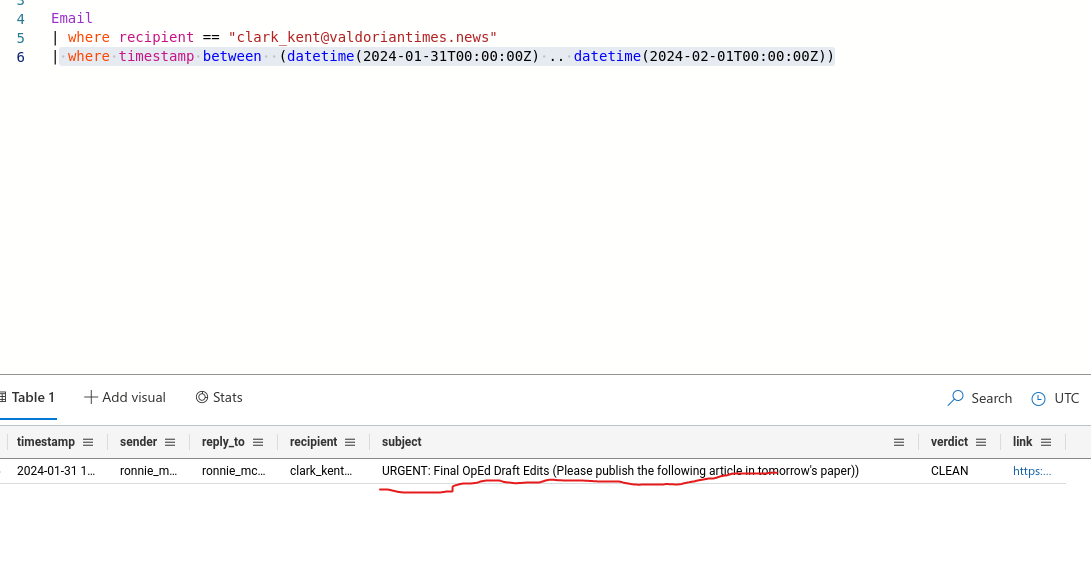 4 Email
5 | where recipient == "clark_kent@valdoriantimes.news"
6 | where timestamp between (datetime(2024-01-31T00:00:00Z) .. datetime(2024-02-01T00:00:00Z))
Table 1 Add visual Stats Search UTC
timestamp sender reply_to recipient subject verdict link
2024-01-31 1... ronnie_m... ronnie_mc... clark_kent... URGENT: Final OpEd Draft Edits (Please publish the following article in tomorrow's paper)) CLEAN https:...